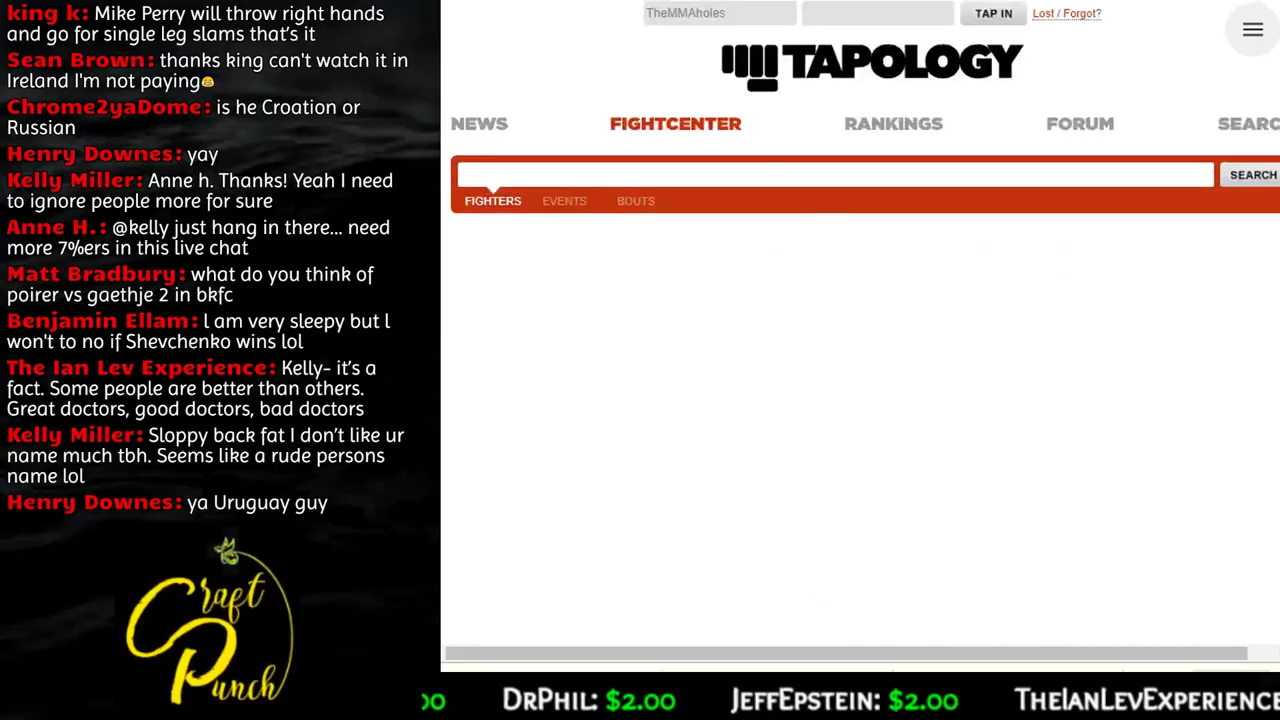 king k: Mike Perry will throw right hands
and go for single leg slams that's it
Sean Brown: thanks king can't watch it in
Ireland I'm not paying
Chrome2yaDome: is he Croation or
Russian
Henry Downes: yay
Kelly Miller: Anne h. Thanks! Yeah I need
to ignore people more for sure
Anne H.: @kelly just hang in there... need
more 7%ers in this live chat
Matt Bradbury: what do you think of
poirer vs gaethje 2 in bkfc
Benjamin Ellam: l am very sleepy but l
won't to no if Shevchenko wins lol
The Ian Lev Experience: Kelly- it's a
fact. Some people are better than others.
Great doctors, good doctors, bad doctors
Kelly Miller: Sloppy back fat I don't like ur
name much tbh. Seems like a rude persons
name lol
Henry Downes: ya Uruguay guy
Craft
Punch
TheMMAholes TAP IN Lost / Forgot?
TAPOLOGY
NEWS FIGHTCENTER RANKINGS FORUM SEARC
SEARCH
FIGHTERS EVENTS BOUTS
00 DrPhil: $2.00 JeffEpstein: $2.00 TheIanLevExperience